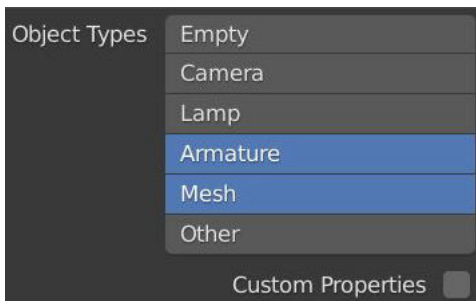 Object Types Empty
Camera
Lamp
Armature
Mesh
Other
Custom Properties